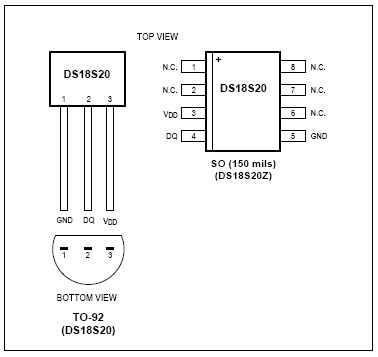 TOP VIEW
DS18S20
1 2 3
GND DQ VDD
1 2 3
BOTTOM VIEW
TO-92
(DS18S20)
+
DS18S20
N.C. 1
N.C. 2
VDD 3
DQ 4
8 N.C.
7 N.C.
6 N.C.
5 GND
SO (150 mils)
(DS18S20Z)